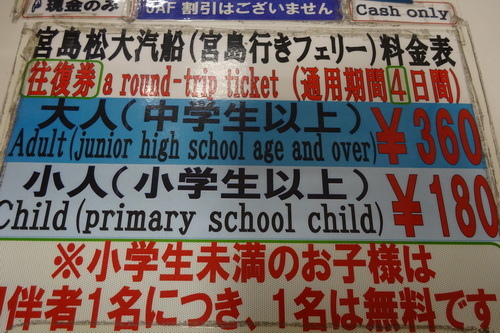 現金のみ
JAF 割引はございません
Cash only
宮島松大汽船(宮島行きフェリー)料金表
往復券 a round-trip ticket (通用期間4日間)
大人(中学生以上)
Adult(junior high school age and over)
¥360
小人(小学生以上)
Child(primary school child)
¥180
※小学生未満のお子様は
伴者1名につき、1名は無料です